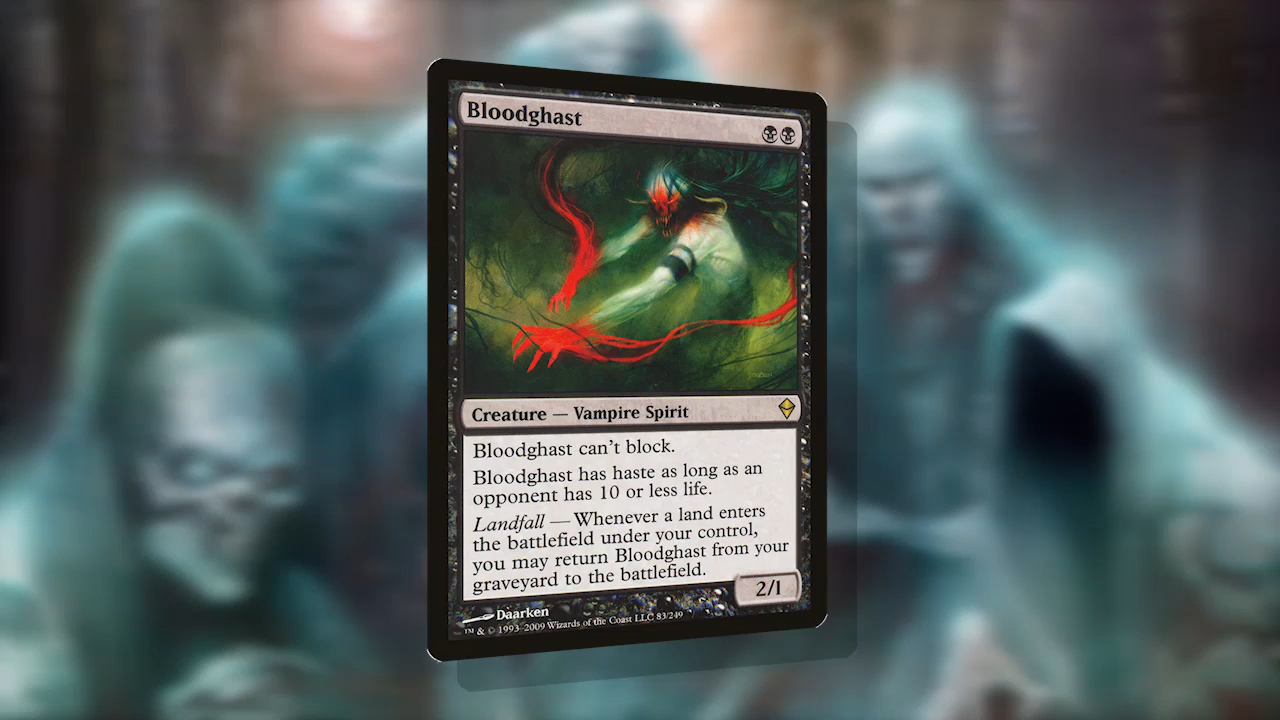 Bloodghast
Creature — Vampire Spirit
Bloodghast can't block.
Bloodghast has haste as long as an
opponent has 10 or less life.
Landfall — Whenever a land enters
the battlefield under your control,
you may return Bloodghast from your
graveyard to the battlefield.
2/1
Daarken
™ & © 1993–2009 Wizards of the Coast LLC 83/249